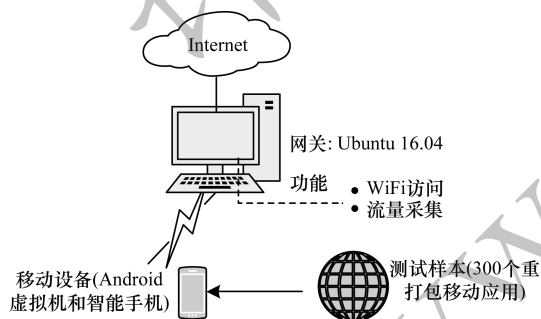 Internet
网关: Ubuntu 16.04
功能
• WiFi访问
• 流量采集
移动设备(Android
虚拟机和智能手机)
测试样本(300个重
打包移动应用)